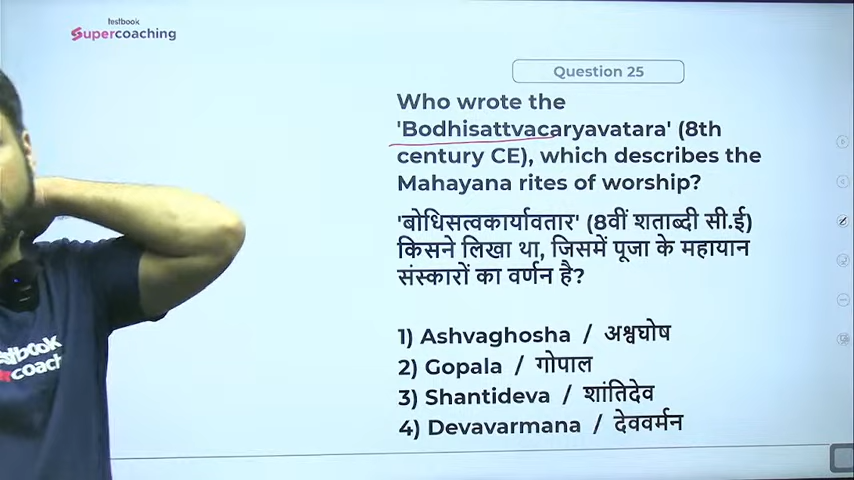 testbook
Supercoaching
Question 25
Who wrote the
'Bodhisattvacaryavatara' (8th
century CE), which describes the
Mahayana rites of worship?
'बोधिसत्वकार्यावतार' (8वीं शताब्दी सी.ई)
किसने लिखा था, जिसमें पूजा के महायान
संस्कारों का वर्णन है?
1) Ashvaghosha / अश्वघोष
2) Gopala / गोपाल
3) Shantideva / शांतिदेव
4) Devavarmana / देववर्मन
testbook
coach